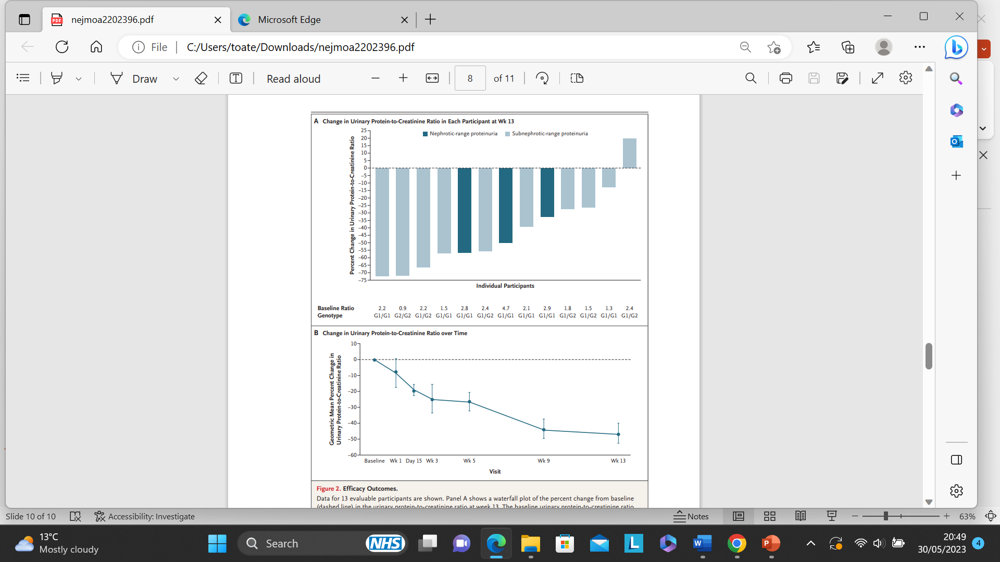 nejmoa2202396.pdf
Microsoft Edge
File
C:/Users/toate/Downloads/nejmoa2202396.pdf
Draw
Read aloud
8
of 11
A Change in Urinary Protein-to-Creatinine Ratio in Each Participant at Wk 13
Nephrotic-range proteinuria
Subnephrotic-range proteinuria
Percent Change in Urinary Protein-to-Creatinine Ratio
25
20
15
10
5
0
−5
−10
−15
−20
−25
−30
−35
−40
−45
−50
−55
−60
−65
−70
−75
Individual Participants
Baseline Ratio 2.2 0.9 2.2 1.5 2.8 2.4 4.7 2.1 2.9 1.8 1.5 1.3 2.4
Genotype G1/G1 G2/G2 G1/G2 G1/G1 G1/G1 G1/G2 G1/G1 G1/G1 G1/G1 G1/G2 G1/G2 G1/G1 G1/G2
B Change in Urinary Protein-to-Creatinine Ratio over Time
Geometric Mean Percent Change in
Urinary Protein-to-Creatinine Ratio
10
0
−10
−20
−30
−40
−50
−60
Baseline Wk 1 Day 15 Wk 3 Wk 5 Wk 9 Wk 13
Visit
Figure 2. Efficacy Outcomes.
Data for 13 evaluable participants are shown. Panel A shows a waterfall plot of the percent change from baseline
(dashed line) in the urinary protein-to-creatinine ratio at week 13. The baseline urinary protein-to-creatinine ratio
Slide 10 of 10
Accessibility: Investigate
Notes
63%
13°C
Mostly cloudy
Search
NHS
20:49
30/05/2023
4